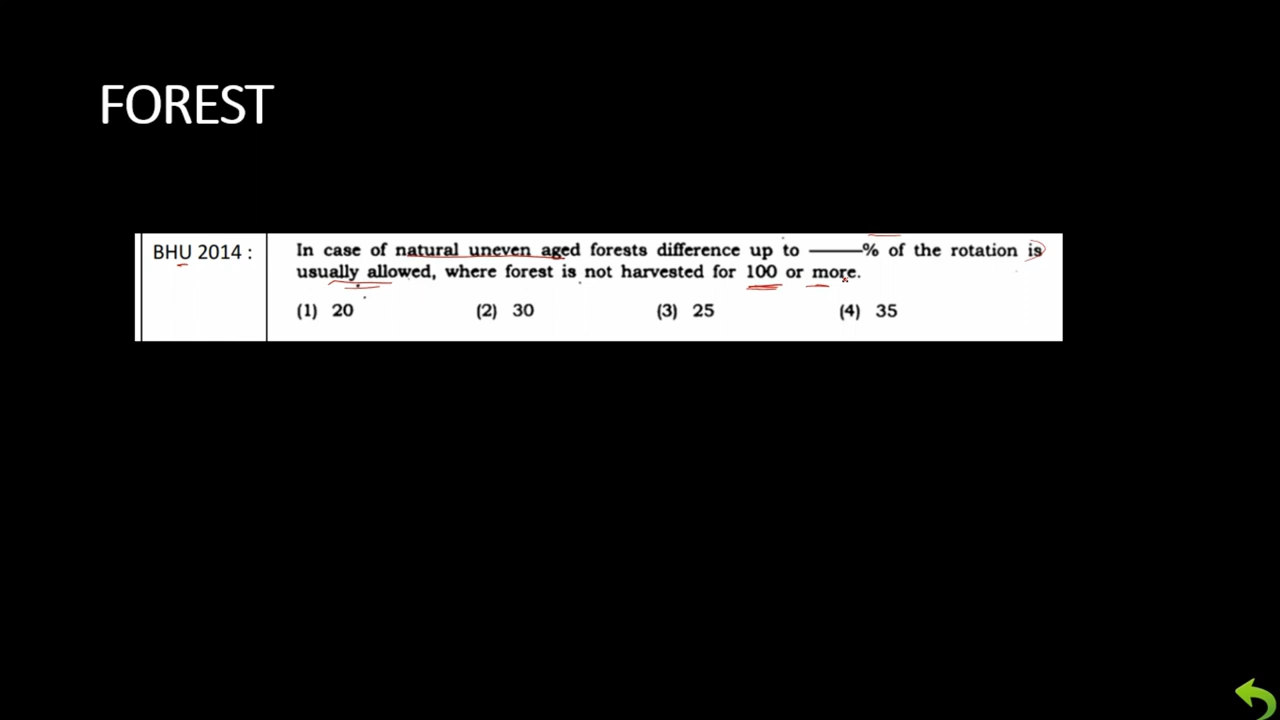 FOREST
BHU 2014 :
In case of natural uneven aged forests difference up to ——% of the rotation is
usually allowed, where forest is not harvested for 100 or more.
(1) 20 (2) 30 (3) 25 (4) 35